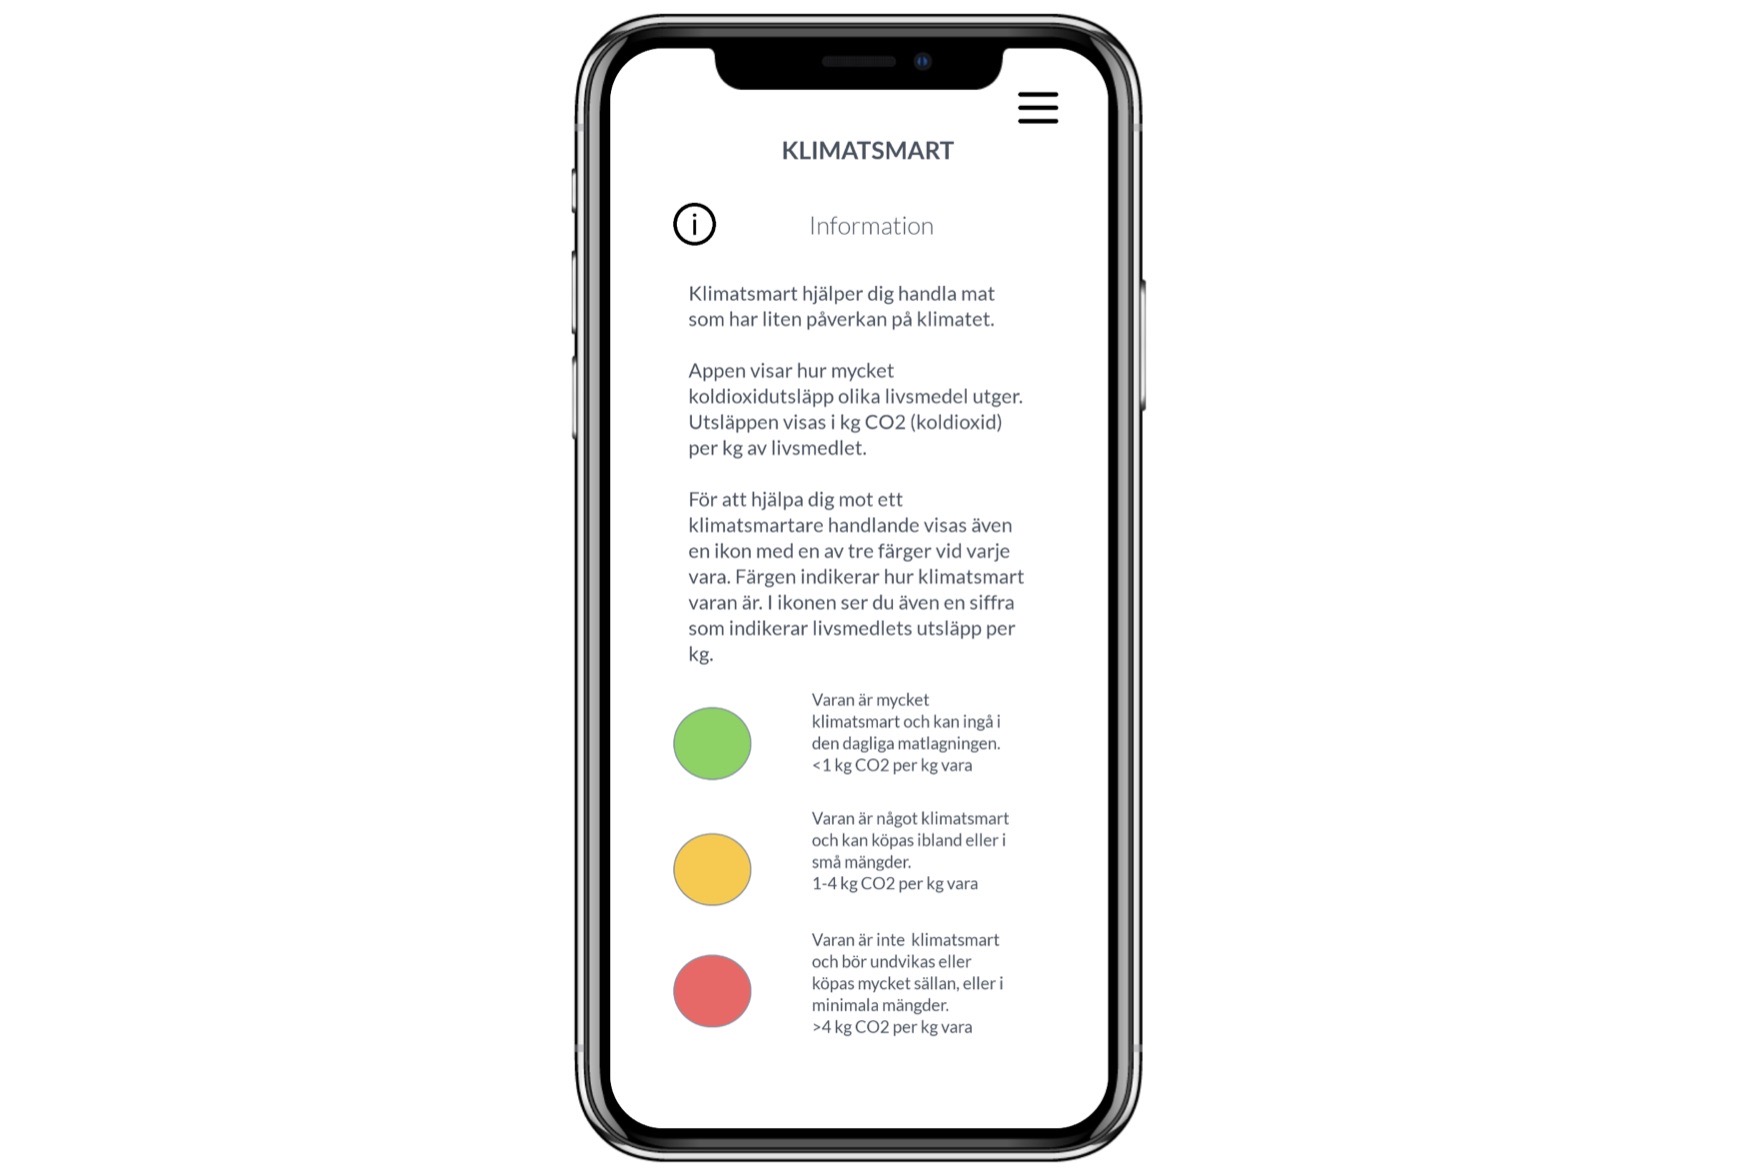 KLIMATSMART
i
Information
Klimatsmart hjälper dig handla mat
som har liten påverkan på klimatet.
Appen visar hur mycket
koldioxidutsläpp olika livsmedel utger.
Utsläppen visas i kg CO2 (koldioxid)
per kg av livsmedlet.
För att hjälpa dig mot ett
klimatsmartare handlande visas även
en ikon med en av tre färger vid varje
vara. Färgen indikerar hur klimatsmart
varan är. I ikonen ser du även en siffra
som indikerar livsmedlets utsläpp per
kg.
Varan är mycket
klimatsmart och kan ingå i
den dagliga matlagningen.
<1 kg CO2 per kg vara
Varan är något klimatsmart
och kan köpas ibland eller i
små mängder.
1-4 kg CO2 per kg vara
Varan är inte  klimatsmart
och bör undvikas eller
köpas mycket sällan, eller i
minimala mängder.
>4 kg CO2 per kg vara